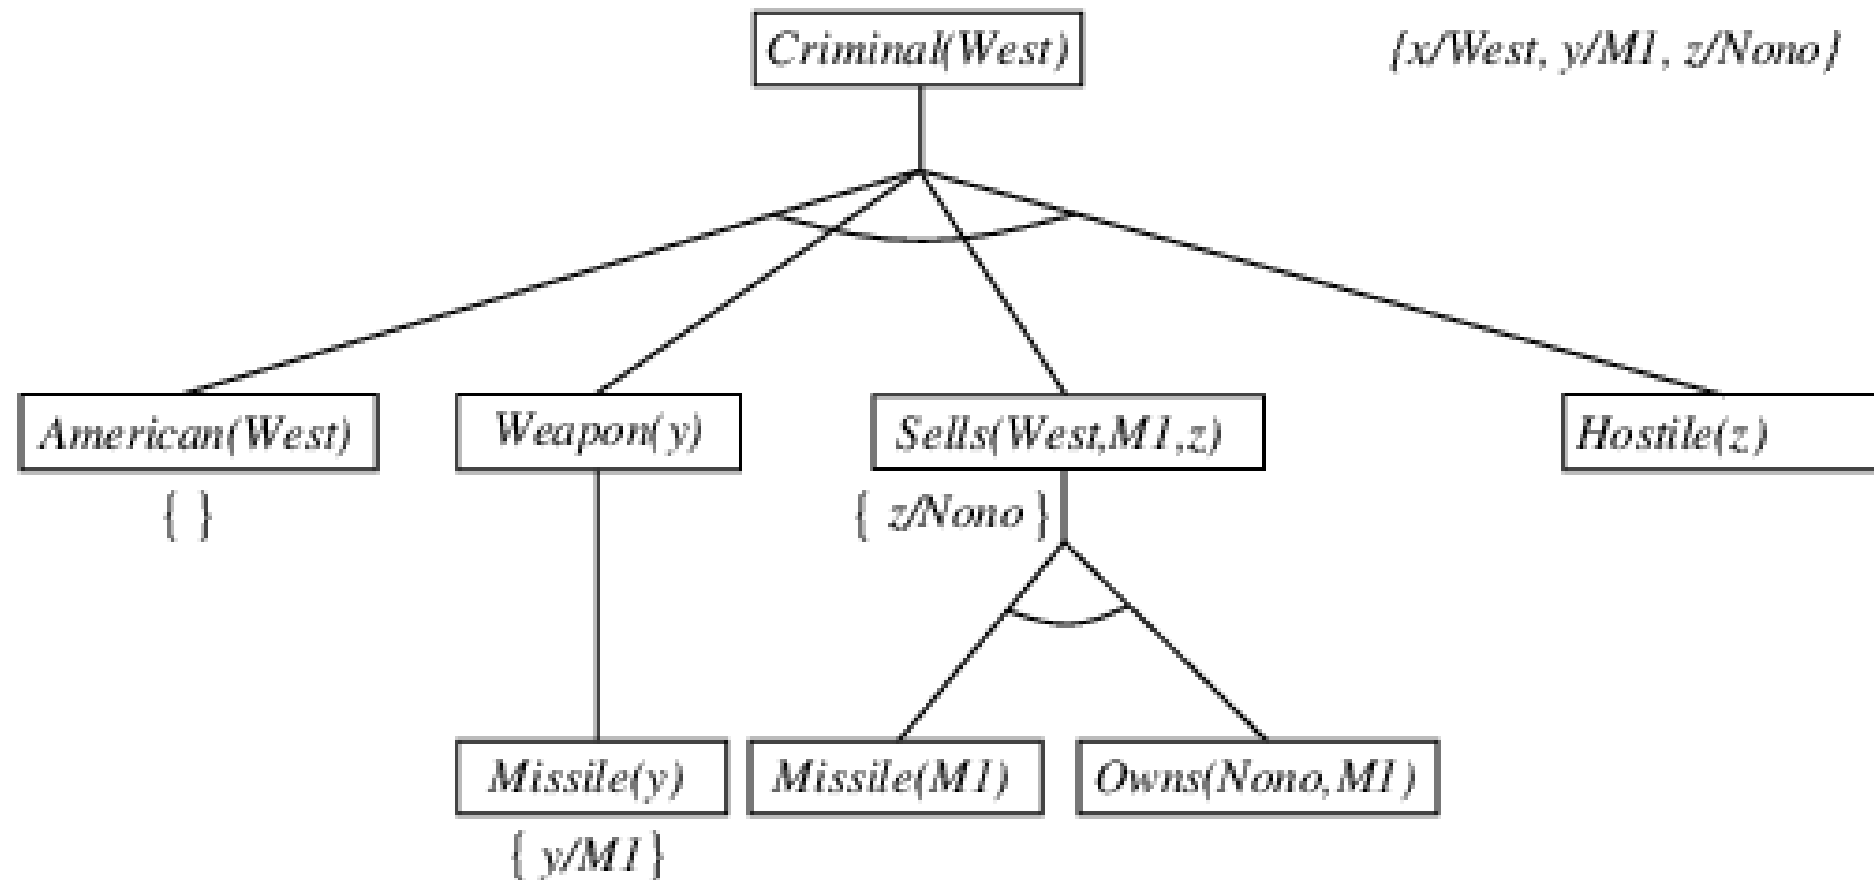 Criminal(West)
{x/West, y/M1, z/Nono}
American(West)
Weapon(y)
Sells(West,M1,z)
Hostile(z)
{ }
{ z/Nono }
Missile(y)
Missile(M1)
Owns(Nono,M1)
{ y/M1}